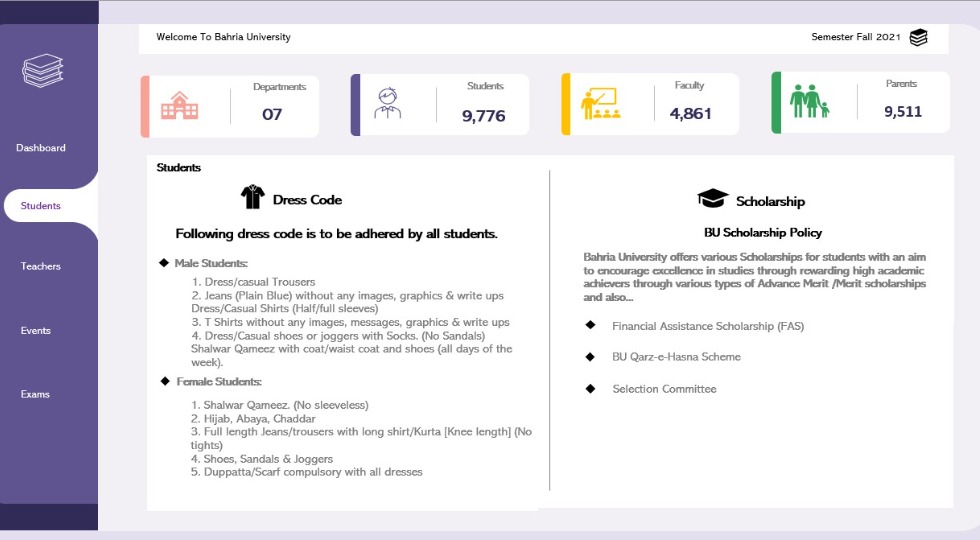 Welcome To Bahria University
Semester Fall 2021
Departments
07
Students
9,776
Faculty
4,861
Parents
9,511
Dashboard
Students
Teachers
Events
Exams
Students
Dress Code
Following dress code is to be adhered by all students.
Male Students:
1. Dress/casual Trousers
2. Jeans (Plain Blue) without any images, graphics & write ups
Dress/Casual Shirts (Half/full sleeves)
3. T Shirts without any images, messages, graphics & write ups
4. Dress/Casual shoes or joggers with Socks. (No Sandals)
Shalwar Qameez with coat/waist coat and shoes (all days of the
week).
Female Students:
1. Shalwar Qameez. (No sleeveless)
2. Hijab, Abaya, Chaddar
3. Full length Jeans/trousers with long shirt/Kurta [Knee length] (No
tights)
4. Shoes, Sandals & Joggers
5. Duppatta/Scarf compulsory with all dresses
Scholarship
BU Scholarship Policy
Bahria University offers various Scholarships for students with an aim
to encourage excellence in studies through rewarding high academic
achievers through various types of Advance Merit /Merit scholarships
and also...
Financial Assistance Scholarship (FAS)
BU Qarz-e-Hasna Scheme
Selection Committee